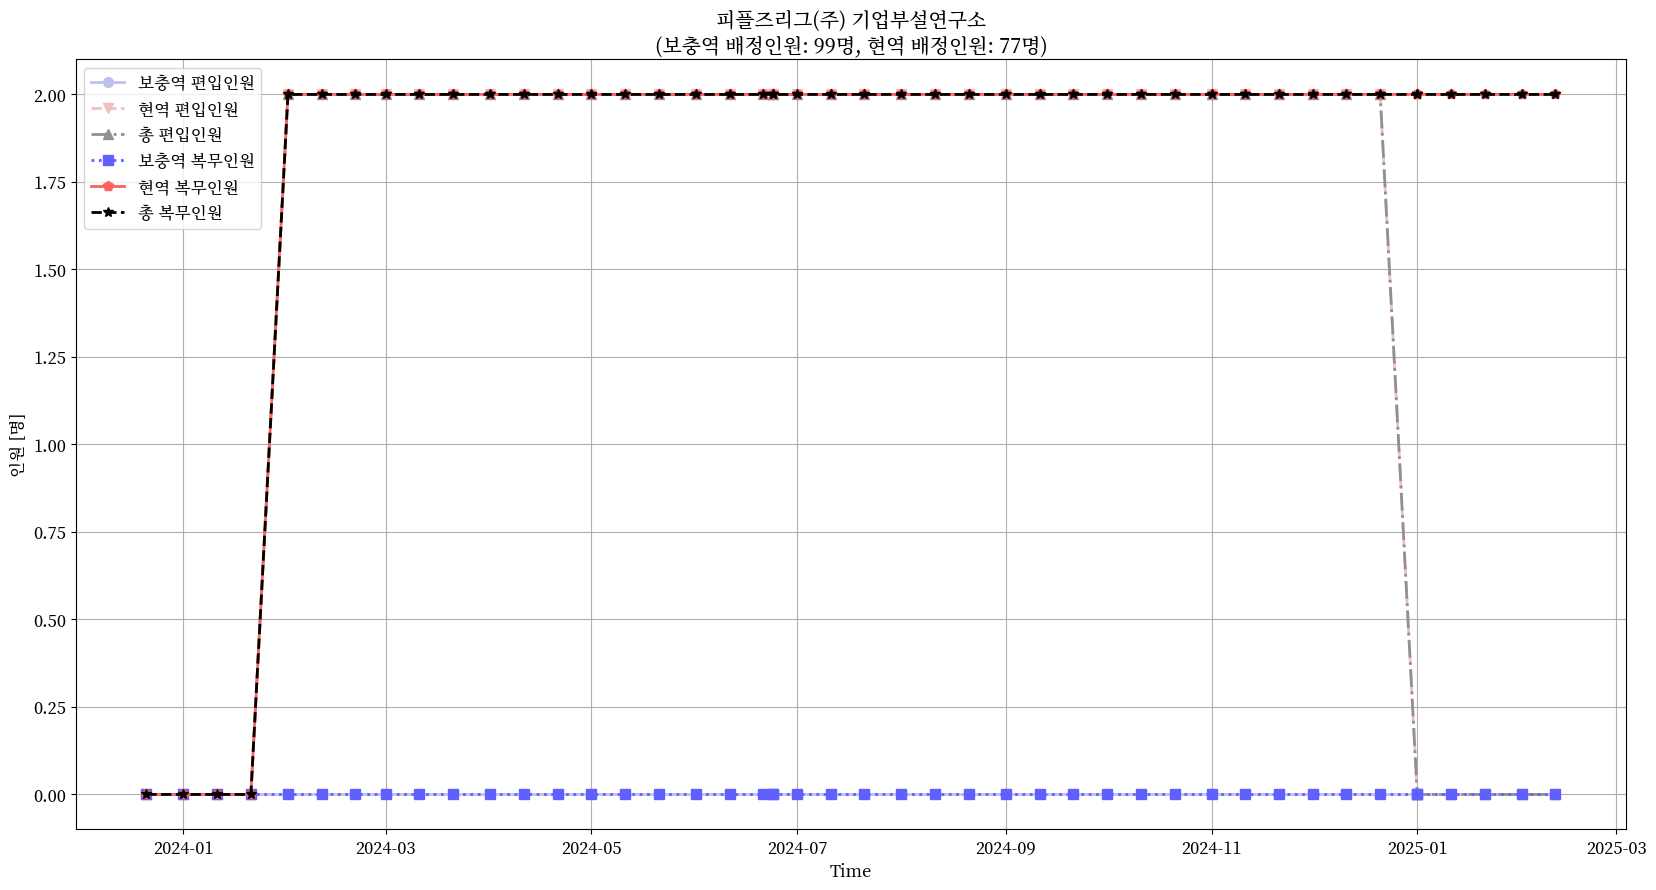 피플즈리그(주) 기업부설연구소
(보충역 배정인원: 99명, 현역 배정인원: 77명)
보충역 편입인원
현역 편입인원
총 편입인원
보충역 복무인원
현역 복무인원
총 복무인원
2.00
1.75
1.50
1.25
1.00
0.75
0.50
0.25
0.00
인원 [명]
2024-01
2024-03
2024-05
2024-07
2024-09
2024-11
2025-01
2025-03
Time